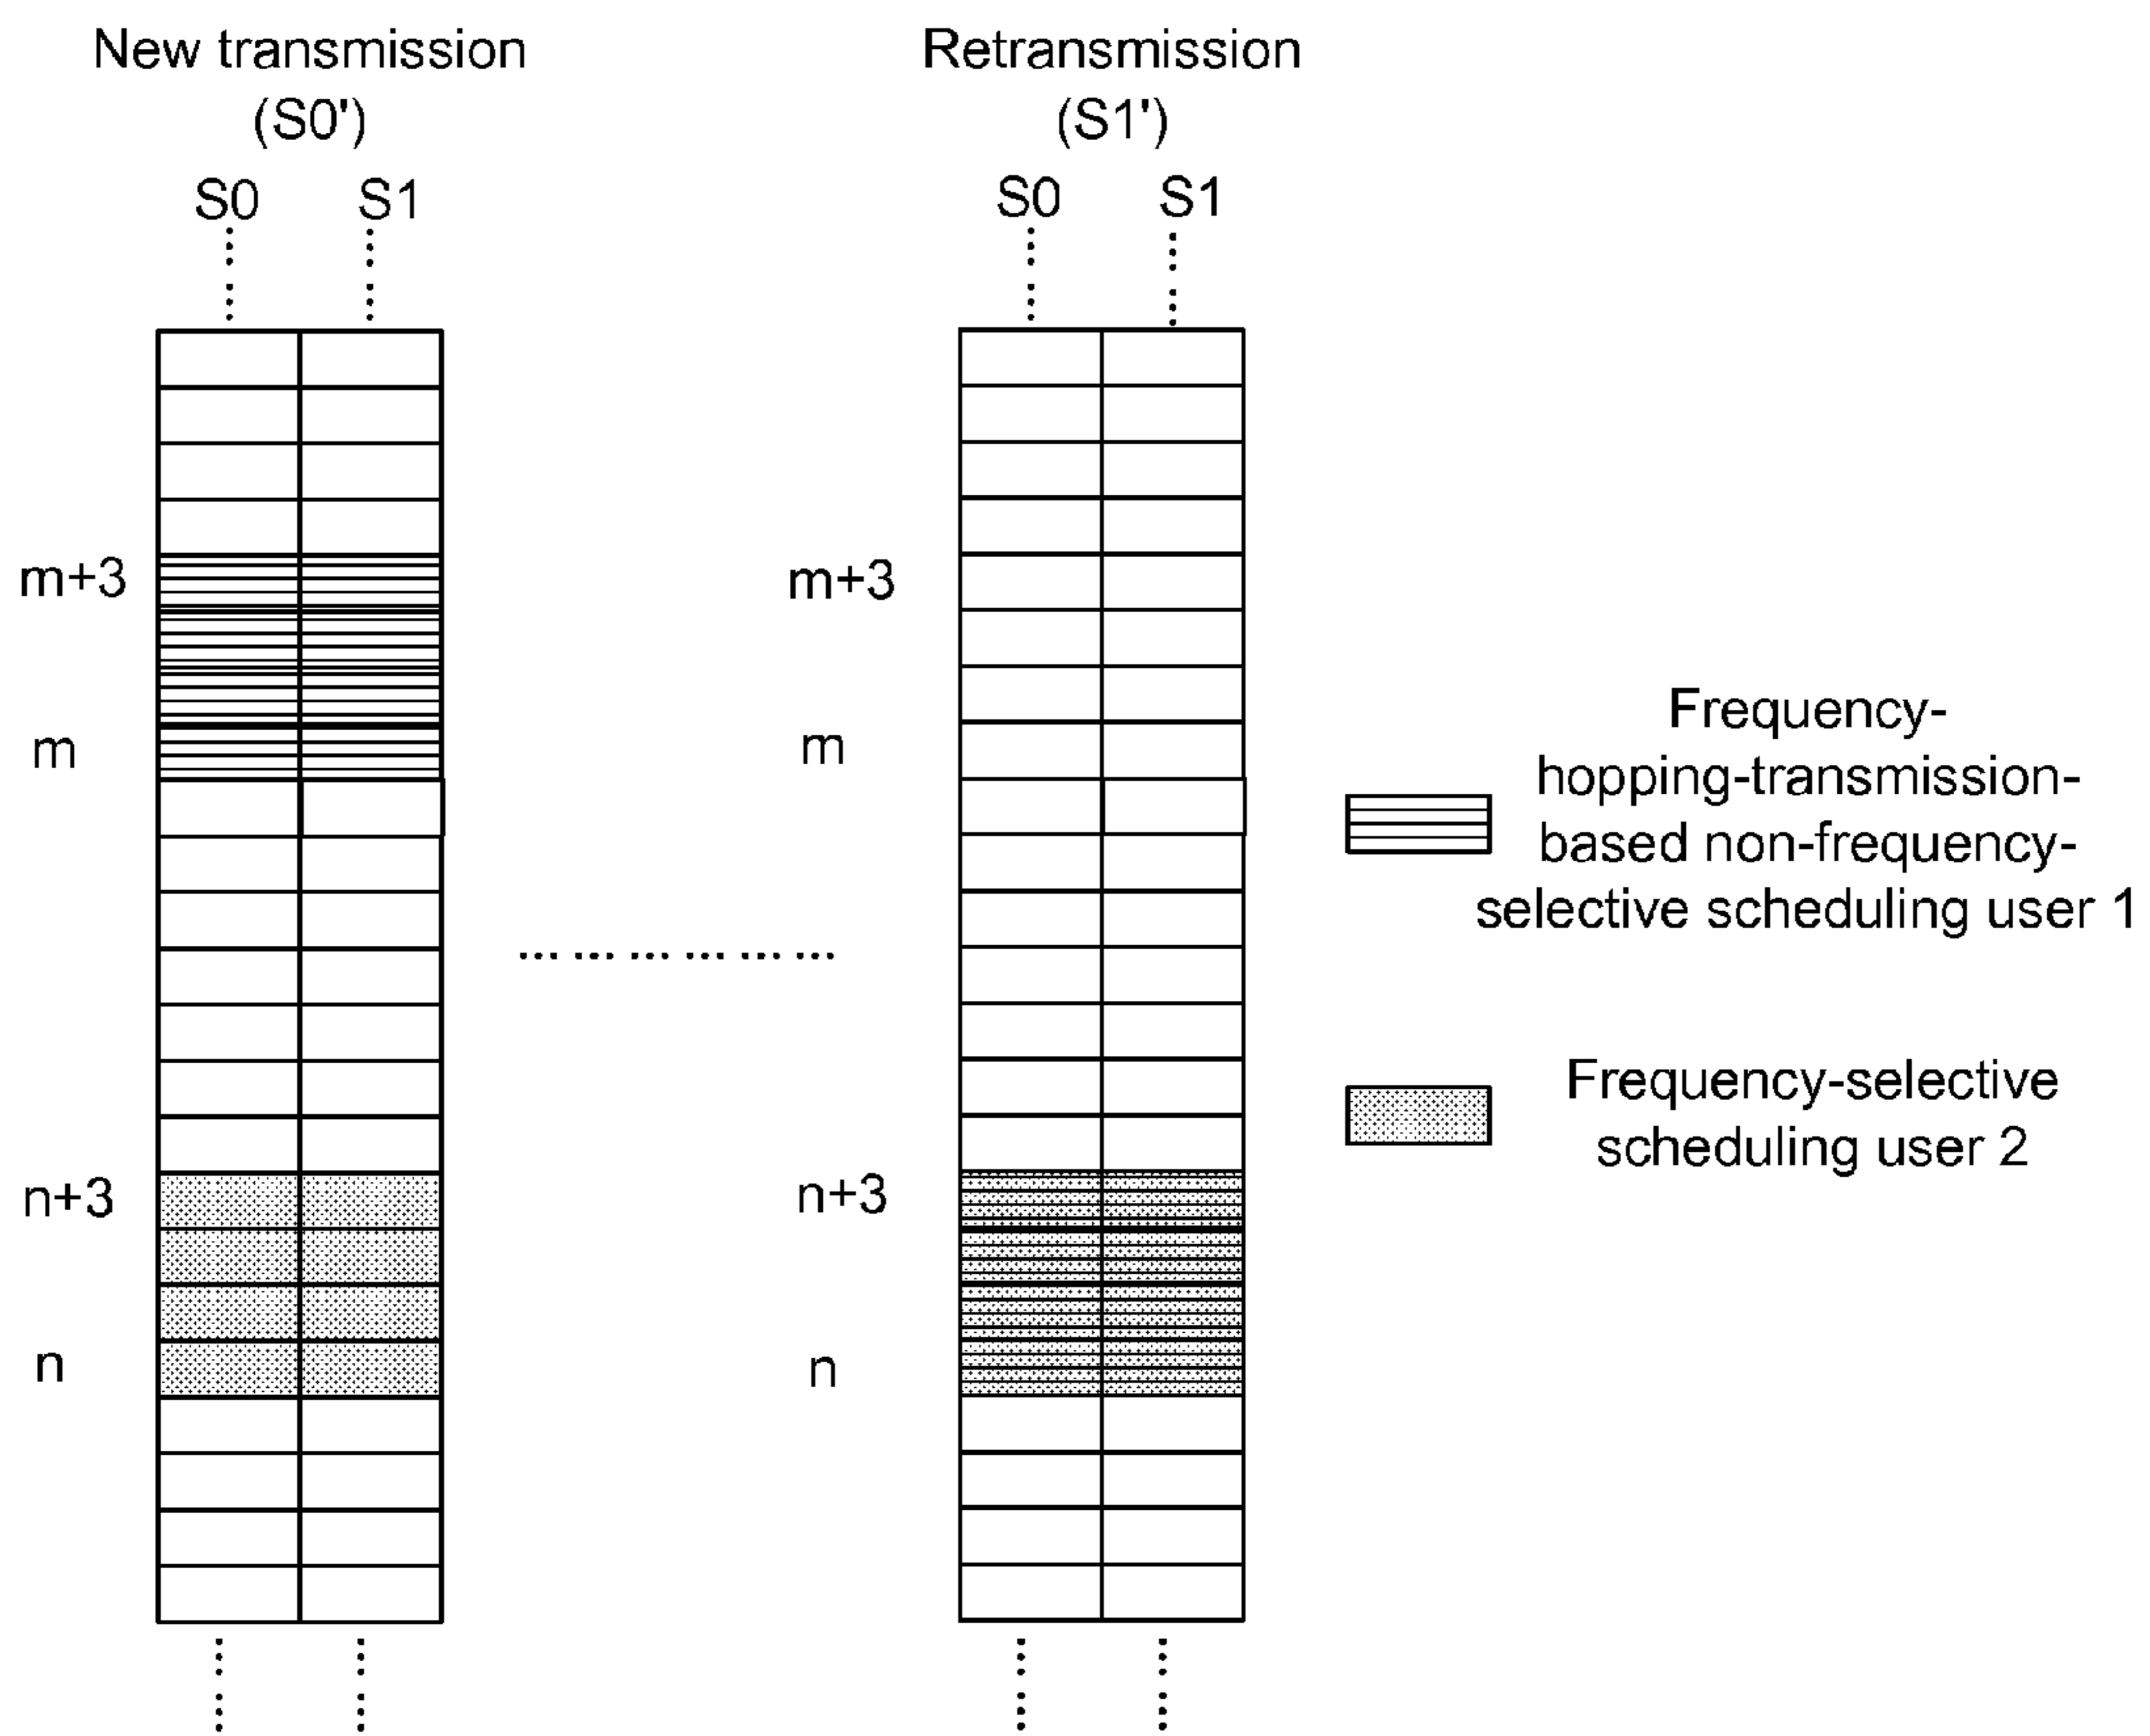 New transmission
(S0')
S0 S1
Retransmission
(S1')
S0 S1
m+3
m
n+3
n
m+3
m
n+3
n
Frequency-
hopping-transmission-
based non-frequency-
selective scheduling user 1
Frequency-selective
scheduling user 2